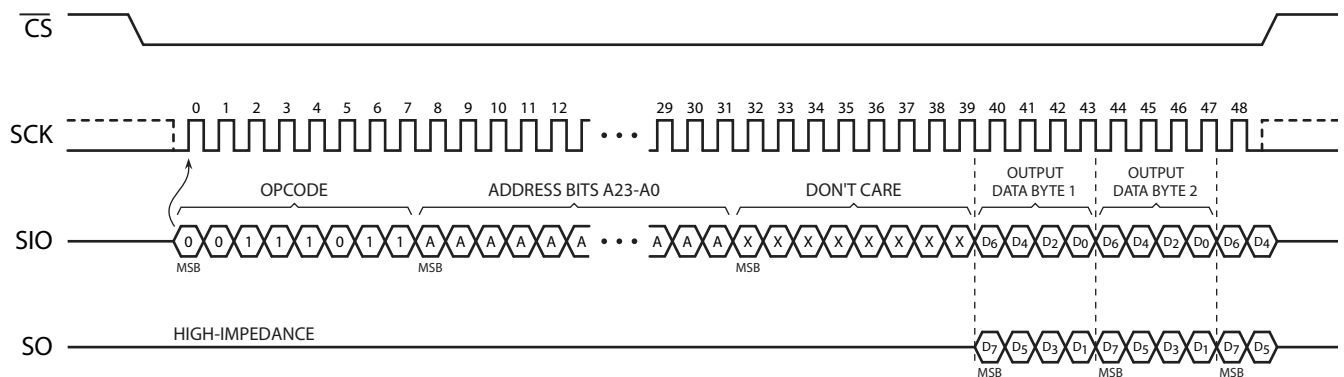 CS
0 1 2 3 4 5 6 7 8 9 10 11 12 29 30 31 32 33 34 35 36 37 38 39 40 41 42 43 44 45 46 47 48
SCK
OPCODE ADDRESS BITS A23-A0 DON'T CARE OUTPUT DATA BYTE 1 OUTPUT DATA BYTE 2
SIO 0 0 1 1 1 0 1 1 A A A A A A • • • A A A X X X X X X X X D6 D4 D2 D0 D6 D4 D2 D0 D6 D4
MSB MSB MSB
HIGH-IMPEDANCE
SO D7 D5 D3 D1 D7 D5 D3 D1 D7 D5
MSB MSB MSB